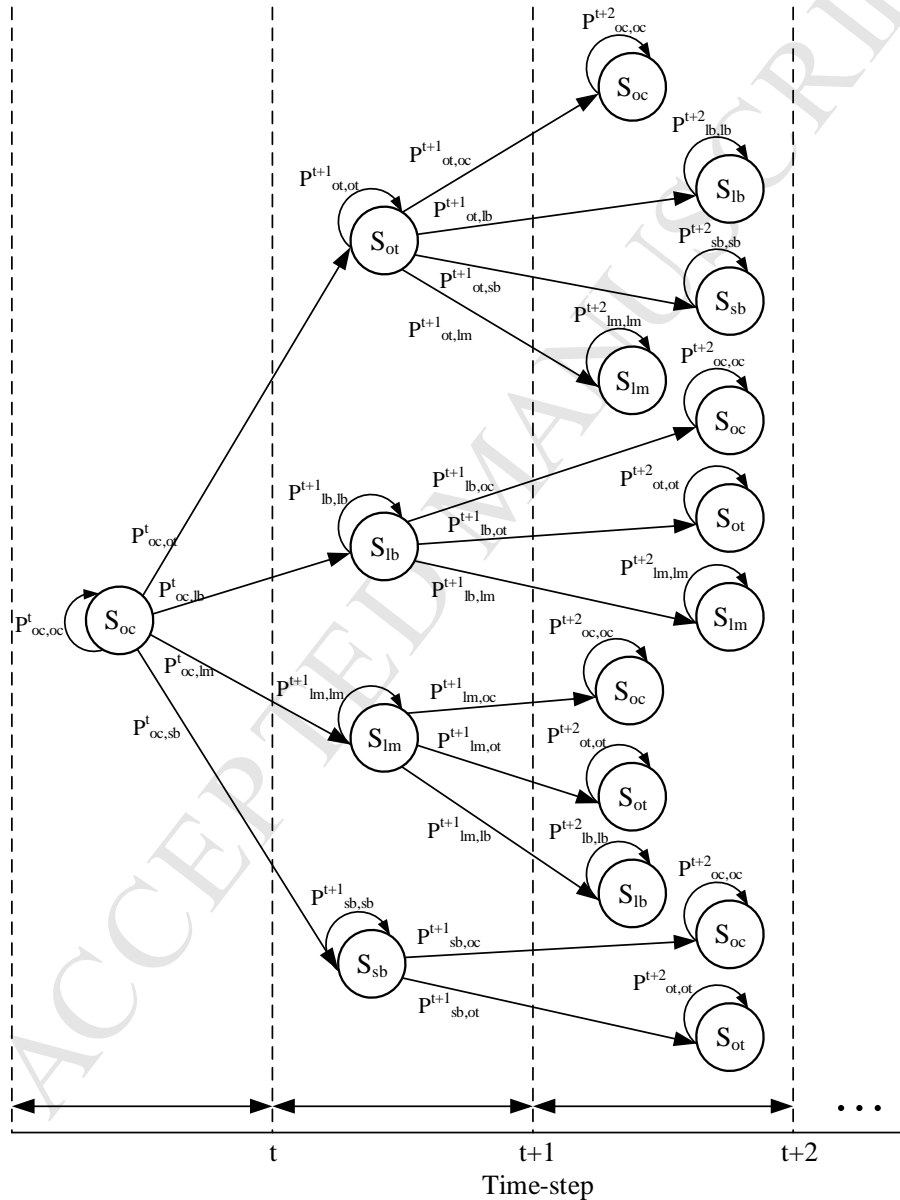 P^{t+2}_{oc,oc}
S_{oc}
P^{t+2}_{lb,lb}
P^{t+1}_{ot,oc}
P^{t+1}_{ot,ot}
S_{lb}
P^{t+1}_{ot,lb}
S_{ot}
P^{t+2}_{sb,sb}
P^{t+1}_{ot,sb}
S_{sb}
P^{t+1}_{ot,lm}
P^{t+2}_{lm,lm}
P^{t+2}_{oc,oc}
S_{lm}
S_{oc}
P^{t+1}_{lb,lb}
P^{t+1}_{lb,oc}
P^{t+2}_{ot,ot}
P^{t+1}_{lb,ot}
S_{ot}
P^{t}_{oc,ot}
S_{lb}
P^{t+2}_{lm,lm}
P^{t}_{oc,lb}
P^{t+1}_{lb,lm}
P^{t}_{oc,oc}
S_{oc}
S_{lm}
P^{t+2}_{oc,oc}
P^{t}_{oc,lm}
P^{t+1}_{lm,lm}
P^{t+1}_{lm,oc}
S_{oc}
P^{t}_{oc,sb}
S_{lm}
P^{t+1}_{lm,ot}
P^{t+2}_{ot,ot}
S_{ot}
P^{t+1}_{lm,lb}
P^{t+2}_{lb,lb}
P^{t+2}_{oc,oc}
S_{lb}
P^{t+1}_{sb,sb}
P^{t+1}_{sb,oc}
S_{oc}
S_{sb}
P^{t+2}_{ot,ot}
P^{t+1}_{sb,ot}
S_{ot}
...
t t+1 t+2
Time-step
ACCEPTED MANUSCRI